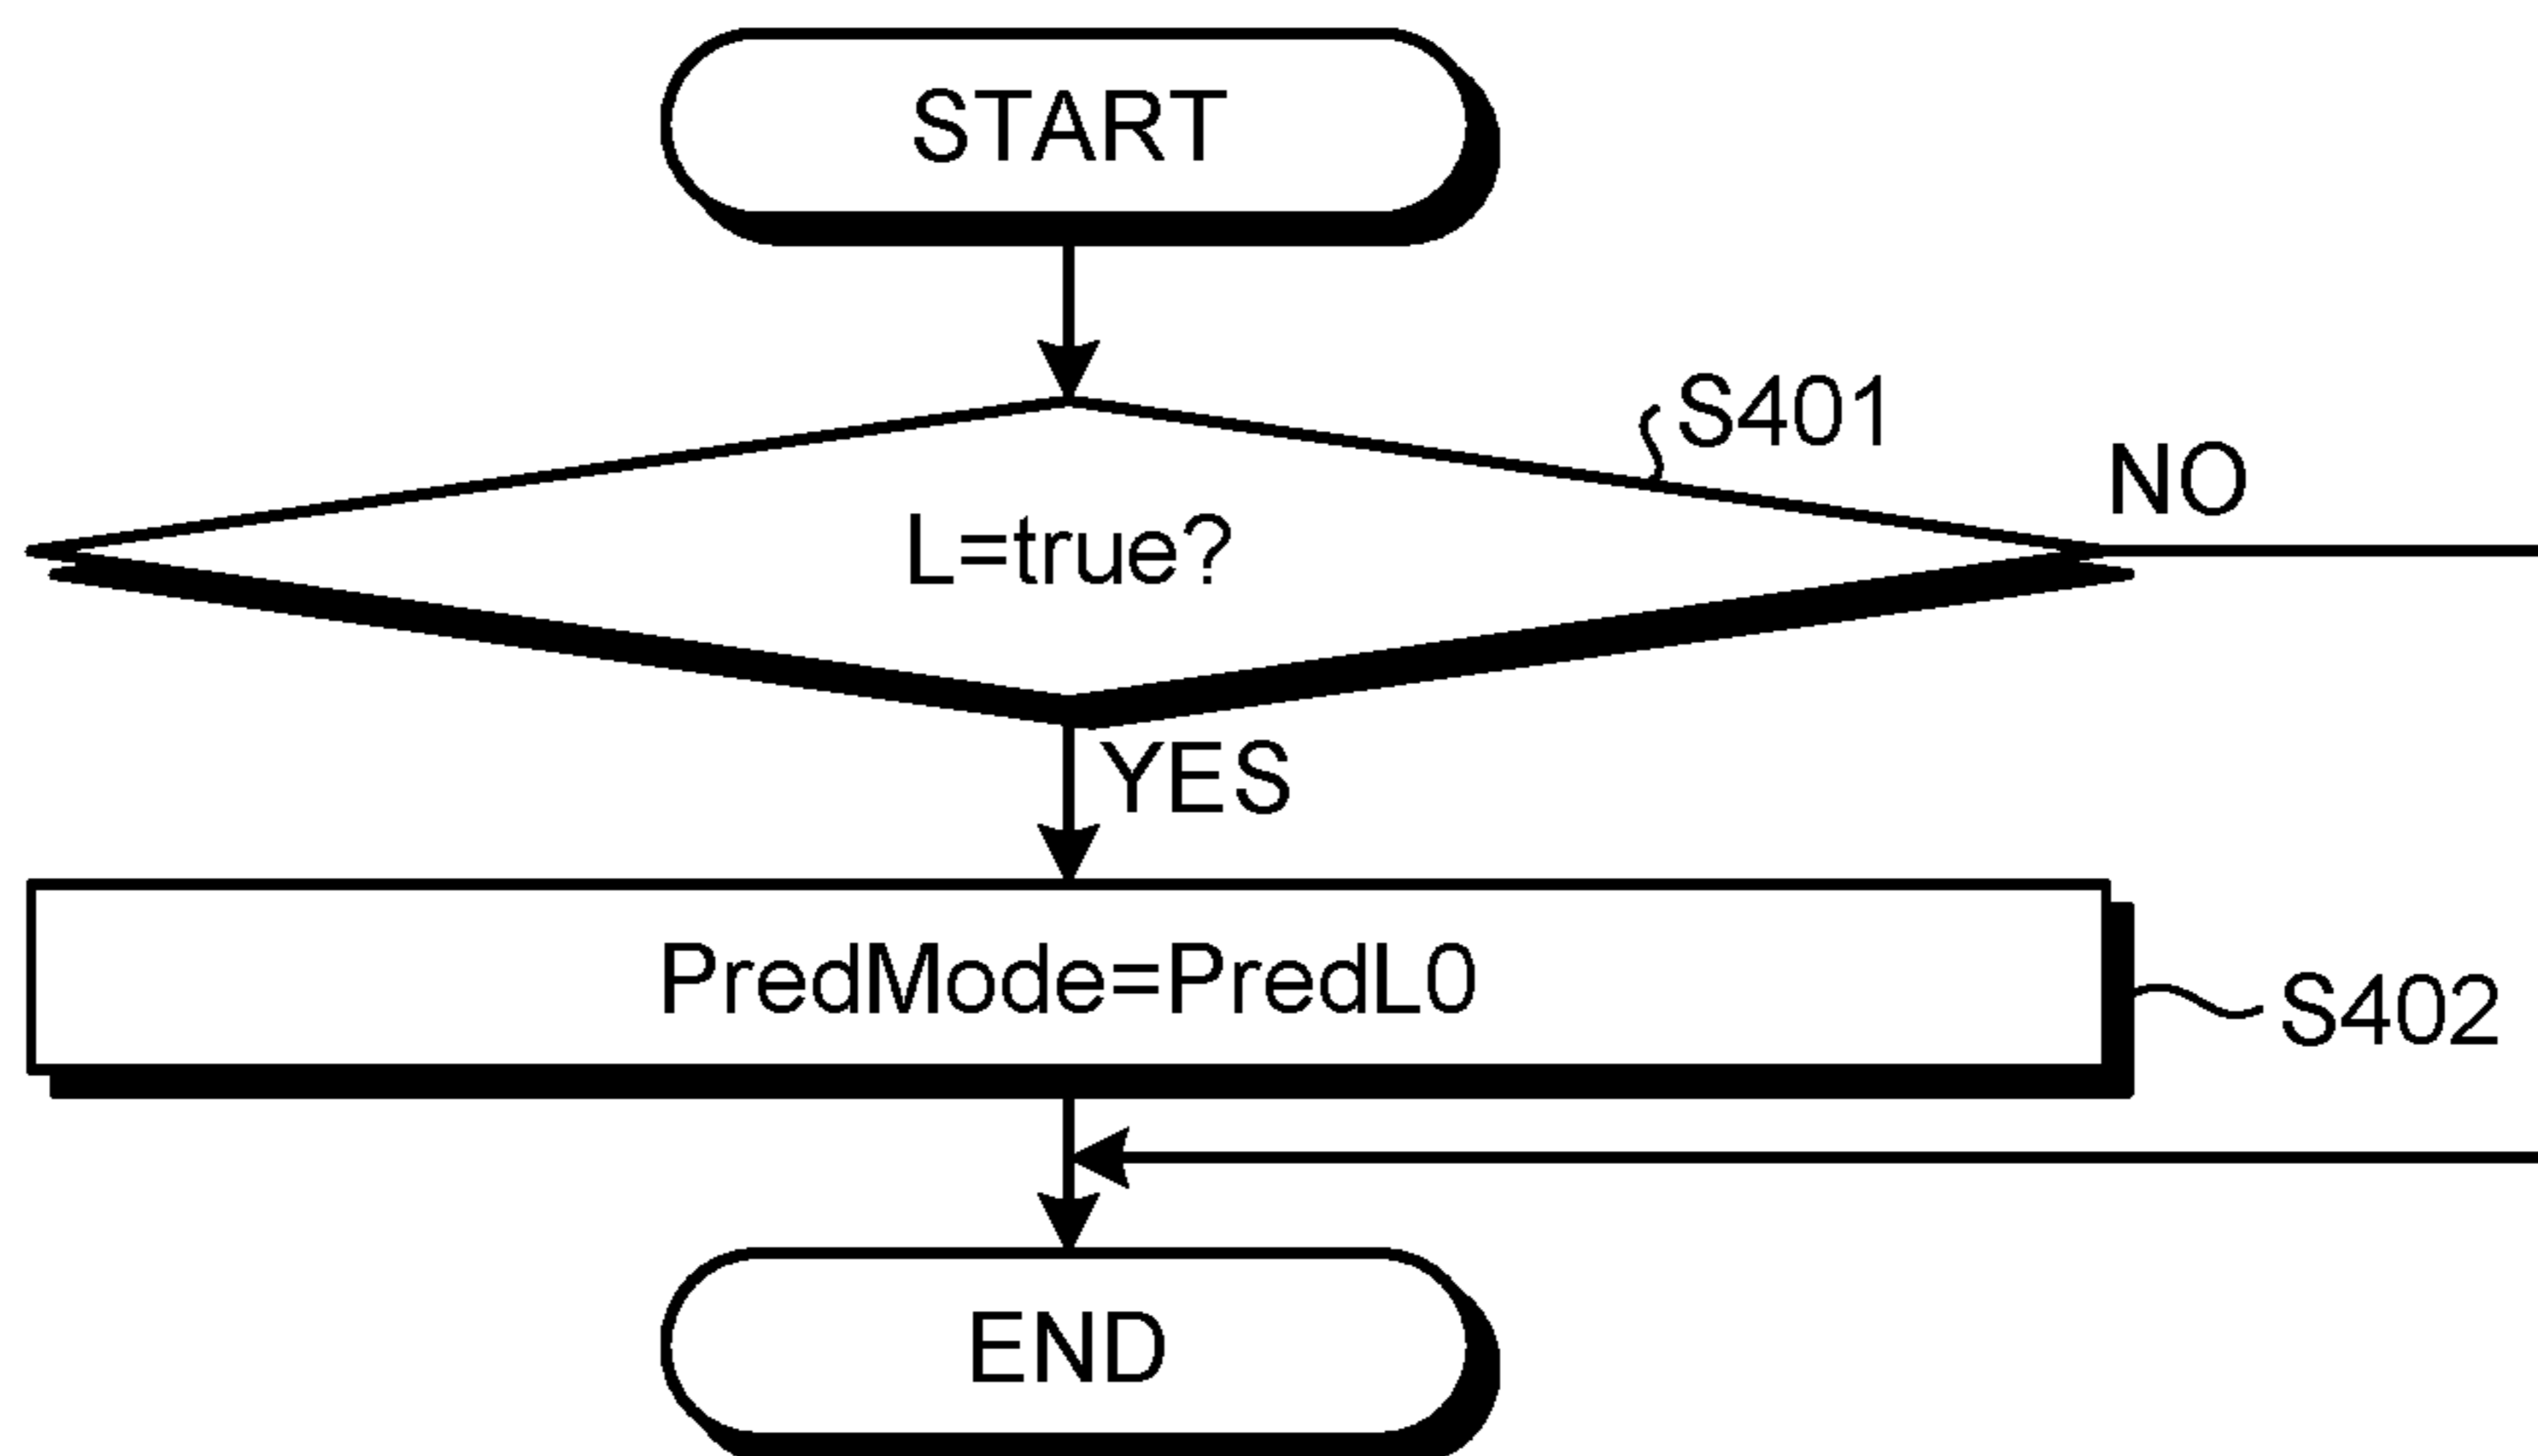 START
S401
NO
L=true?
YES
PredMode=PredL0
S402
END